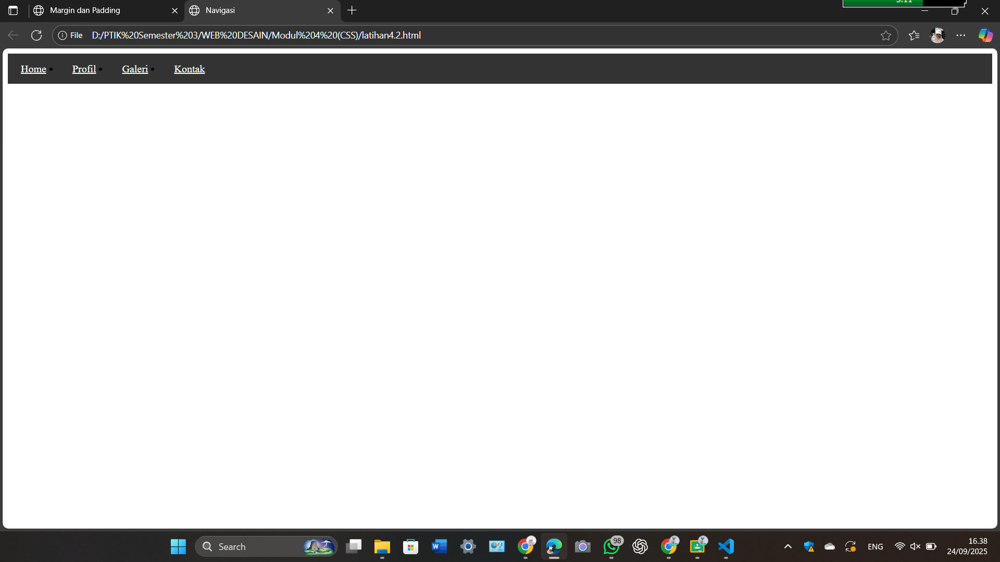 Margin dan Padding
Navigasi
File
D:/PTIK%20Semester%203/WEB%20DESAIN/Modul%204%20(CSS)/latihan4.2.html
Home
Profil
Galeri
Kontak
Search
98
ENG
16.38
24/09/2025